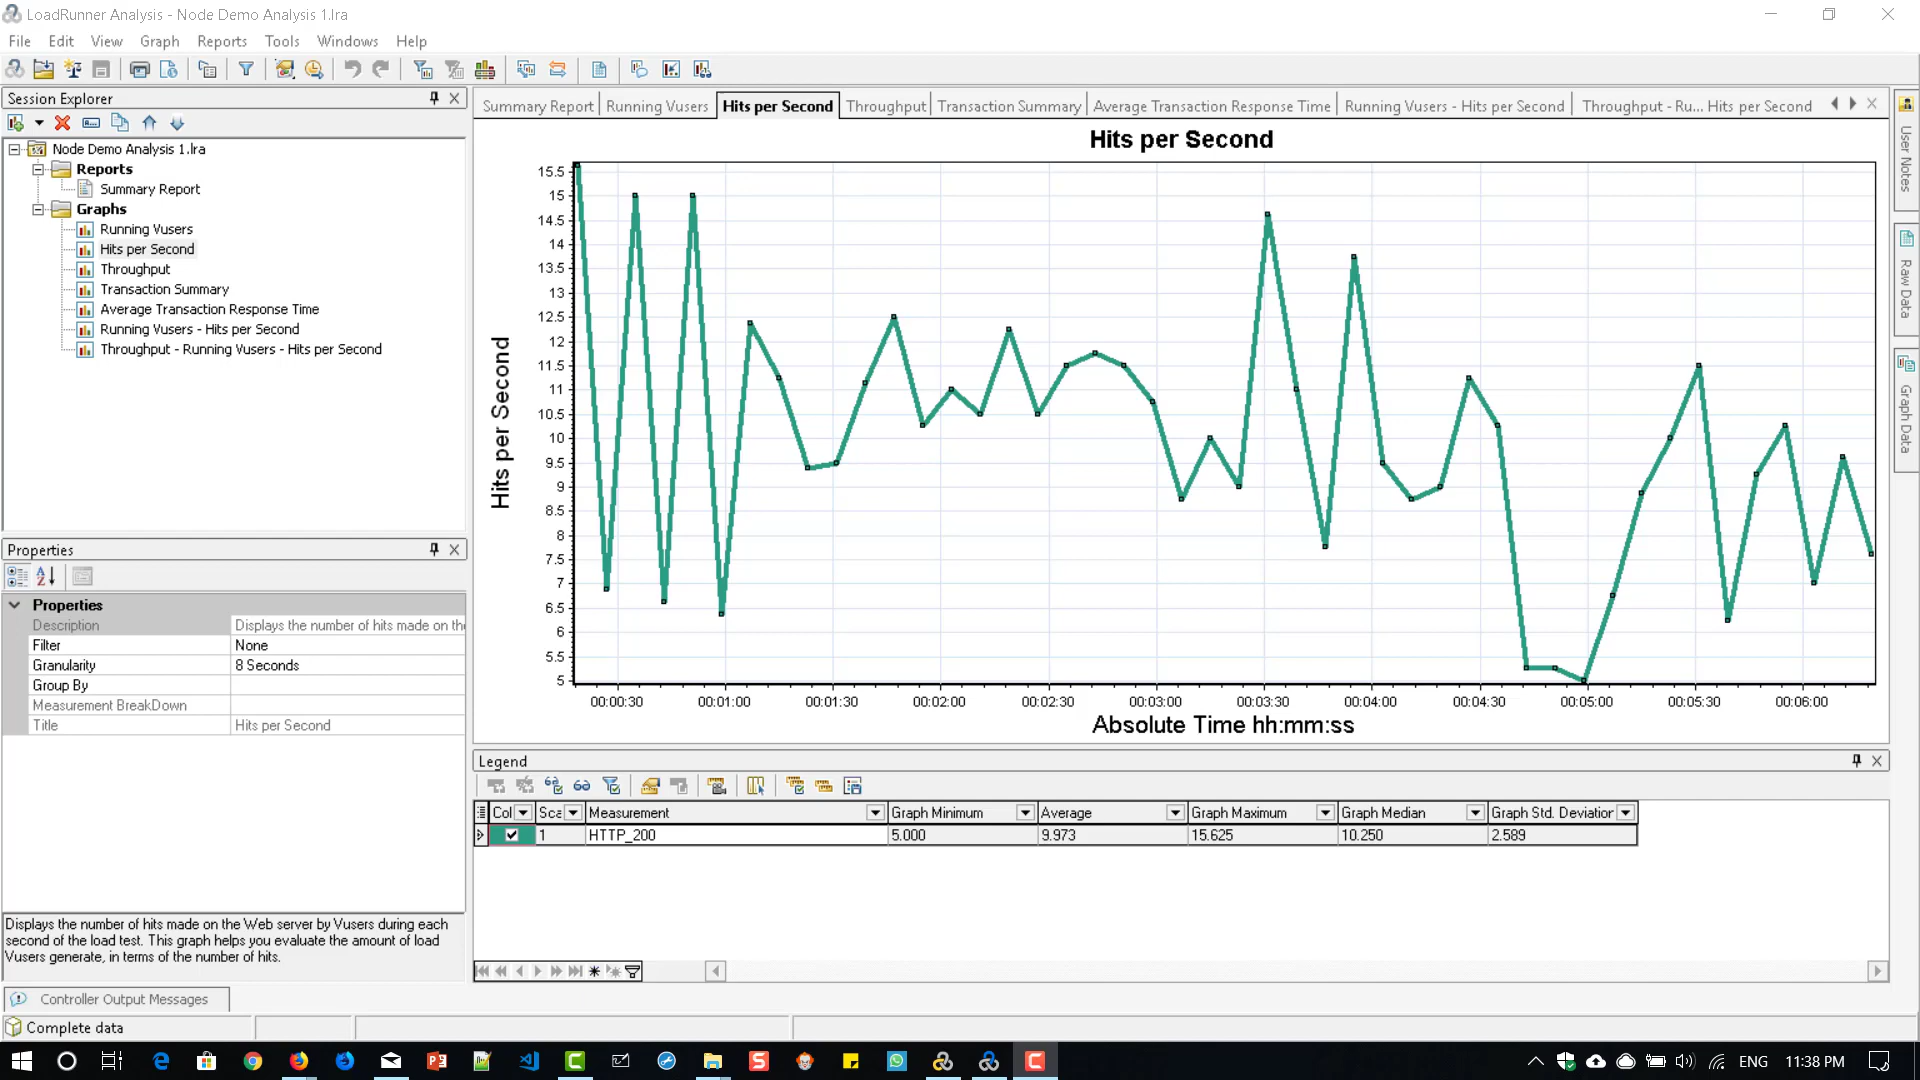 LoadRunner Analysis - Node Demo Analysis 1.lra
File Edit View Graph Reports Tools Windows Help
Session Explorer
Node Demo Analysis 1.lra
Reports
Summary Report
Graphs
Running Vusers
Hits per Second
Throughput
Transaction Summary
Average Transaction Response Time
Running Vusers - Hits per Second
Throughput - Running Vusers - Hits per Second
Properties
Properties
Description Displays the number of hits made on the
Filter None
Granularity 8 Seconds
Group By
Measurement BreakDown
Title Hits per Second
Displays the number of hits made on the Web server by Vusers during each
second of the load test. This graph helps you evaluate the amount of load
Vusers generate, in terms of the number of hits.
Controller Output Messages
Complete data
Summary Report Running Vusers Hits per Second Throughput Transaction Summary Average Transaction Response Time Running Vusers - Hits per Second Throughput - Ru... Hits per Second
Hits per Second
Hits per Second
15.5
15
14.5
14
13.5
13
12.5
12
11.5
11
10.5
10
9.5
9
8.5
8
7.5
7
6.5
6
5.5
5
00:00:30 00:01:00 00:01:30 00:02:00 00:02:30 00:03:00 00:03:30 00:04:00 00:04:30 00:05:00 00:05:30 00:06:00
Absolute Time hh:mm:ss
Legend
Col Sca Measurement Graph Minimum Average Graph Maximum Graph Median Graph Std. Deviation
1 HTTP_200 5.000 9.973 15.625 10.250 2.589
User Notes
Raw Data
Graph Data
ENG 11:38 PM